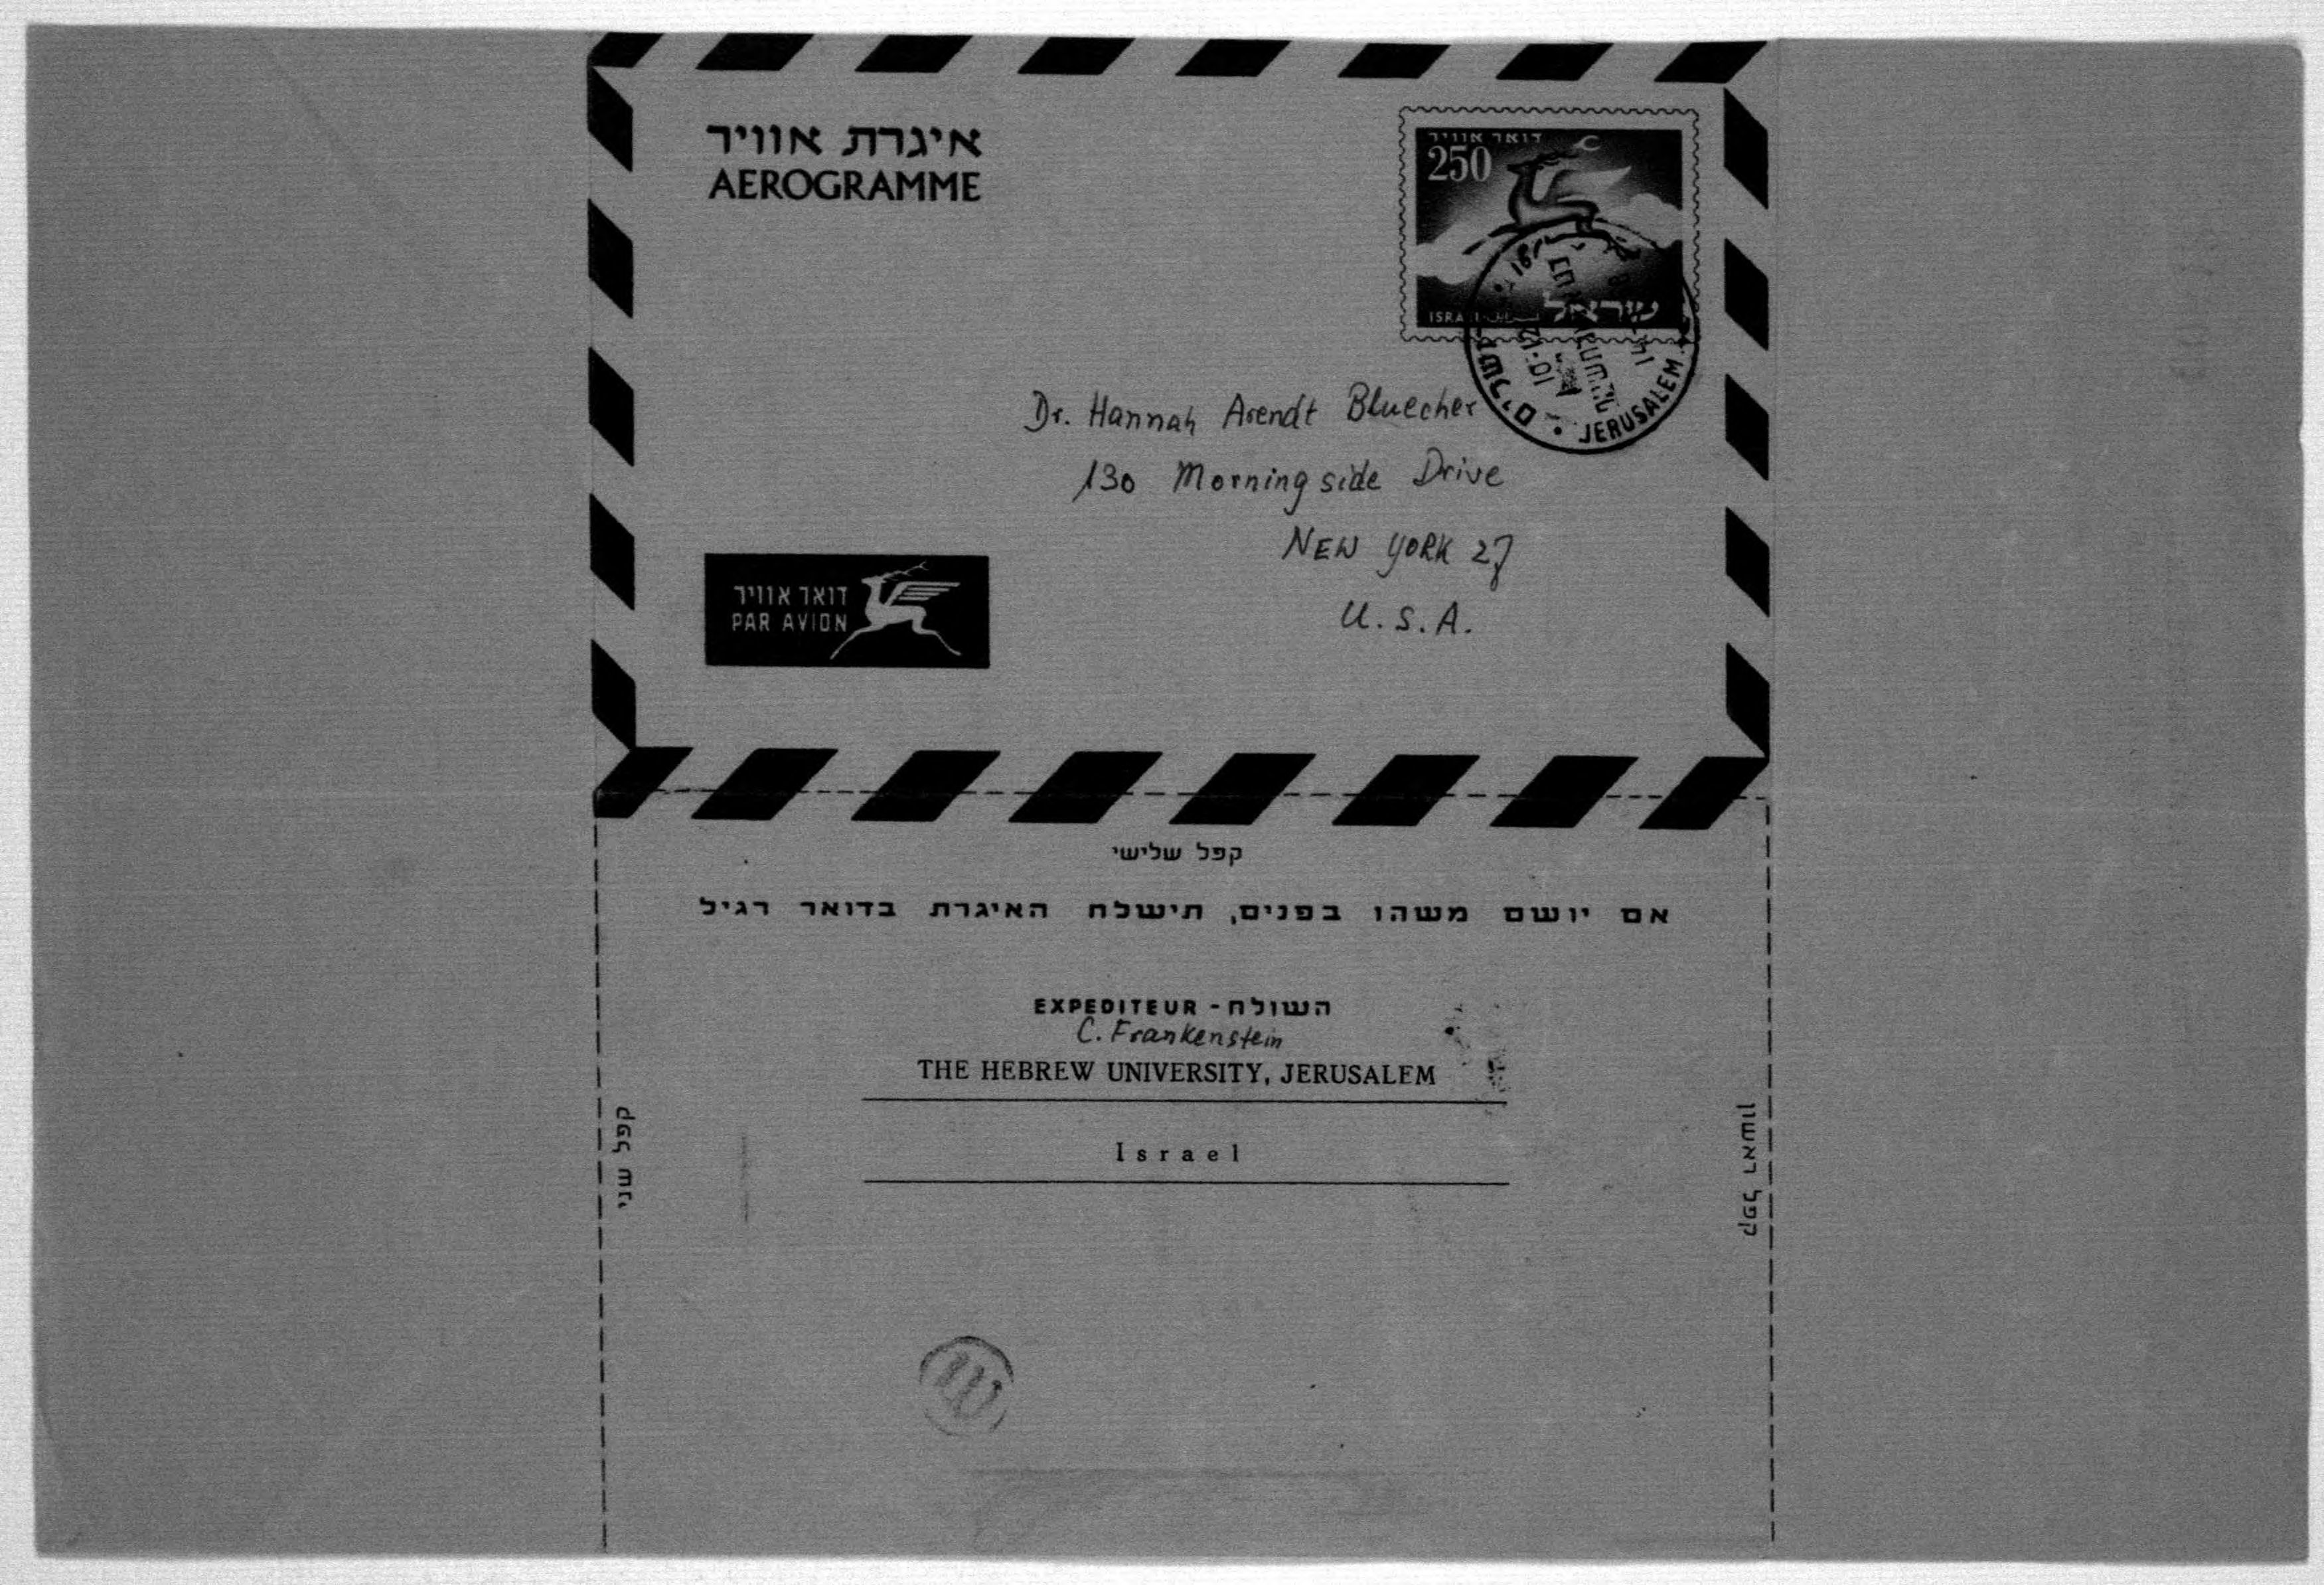 איגרת אוויר
AEROGRAMME
דואר אוויר
250
ISRAEL ישראל
JERUSALEM
Dr. Hannah Arendt Bluecher
130 Morningside Drive
NEW YORK 27
U.S.A.
דואר אוויר
PAR AVION
קפל שלישי
אם יושם משהו בפנים, תישלח האיגרת בדואר רגיל
EXPEDITEUR - השולח
C. Frankenstein
THE HEBREW UNIVERSITY, JERUSALEM
Israel
קפל שני
קפל ראשון